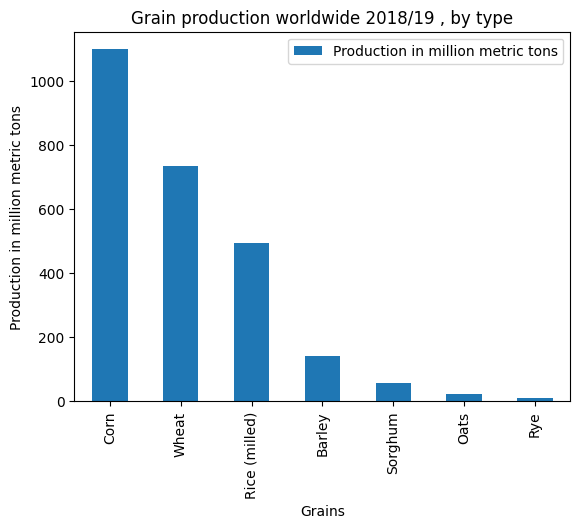 Grain production worldwide 2018/19 , by type
Production in million metric tons
Production in million metric tons
1000
800
600
400
200
0
Corn
Wheat
Rice (milled)
Barley
Sorghum
Oats
Rye
Grains